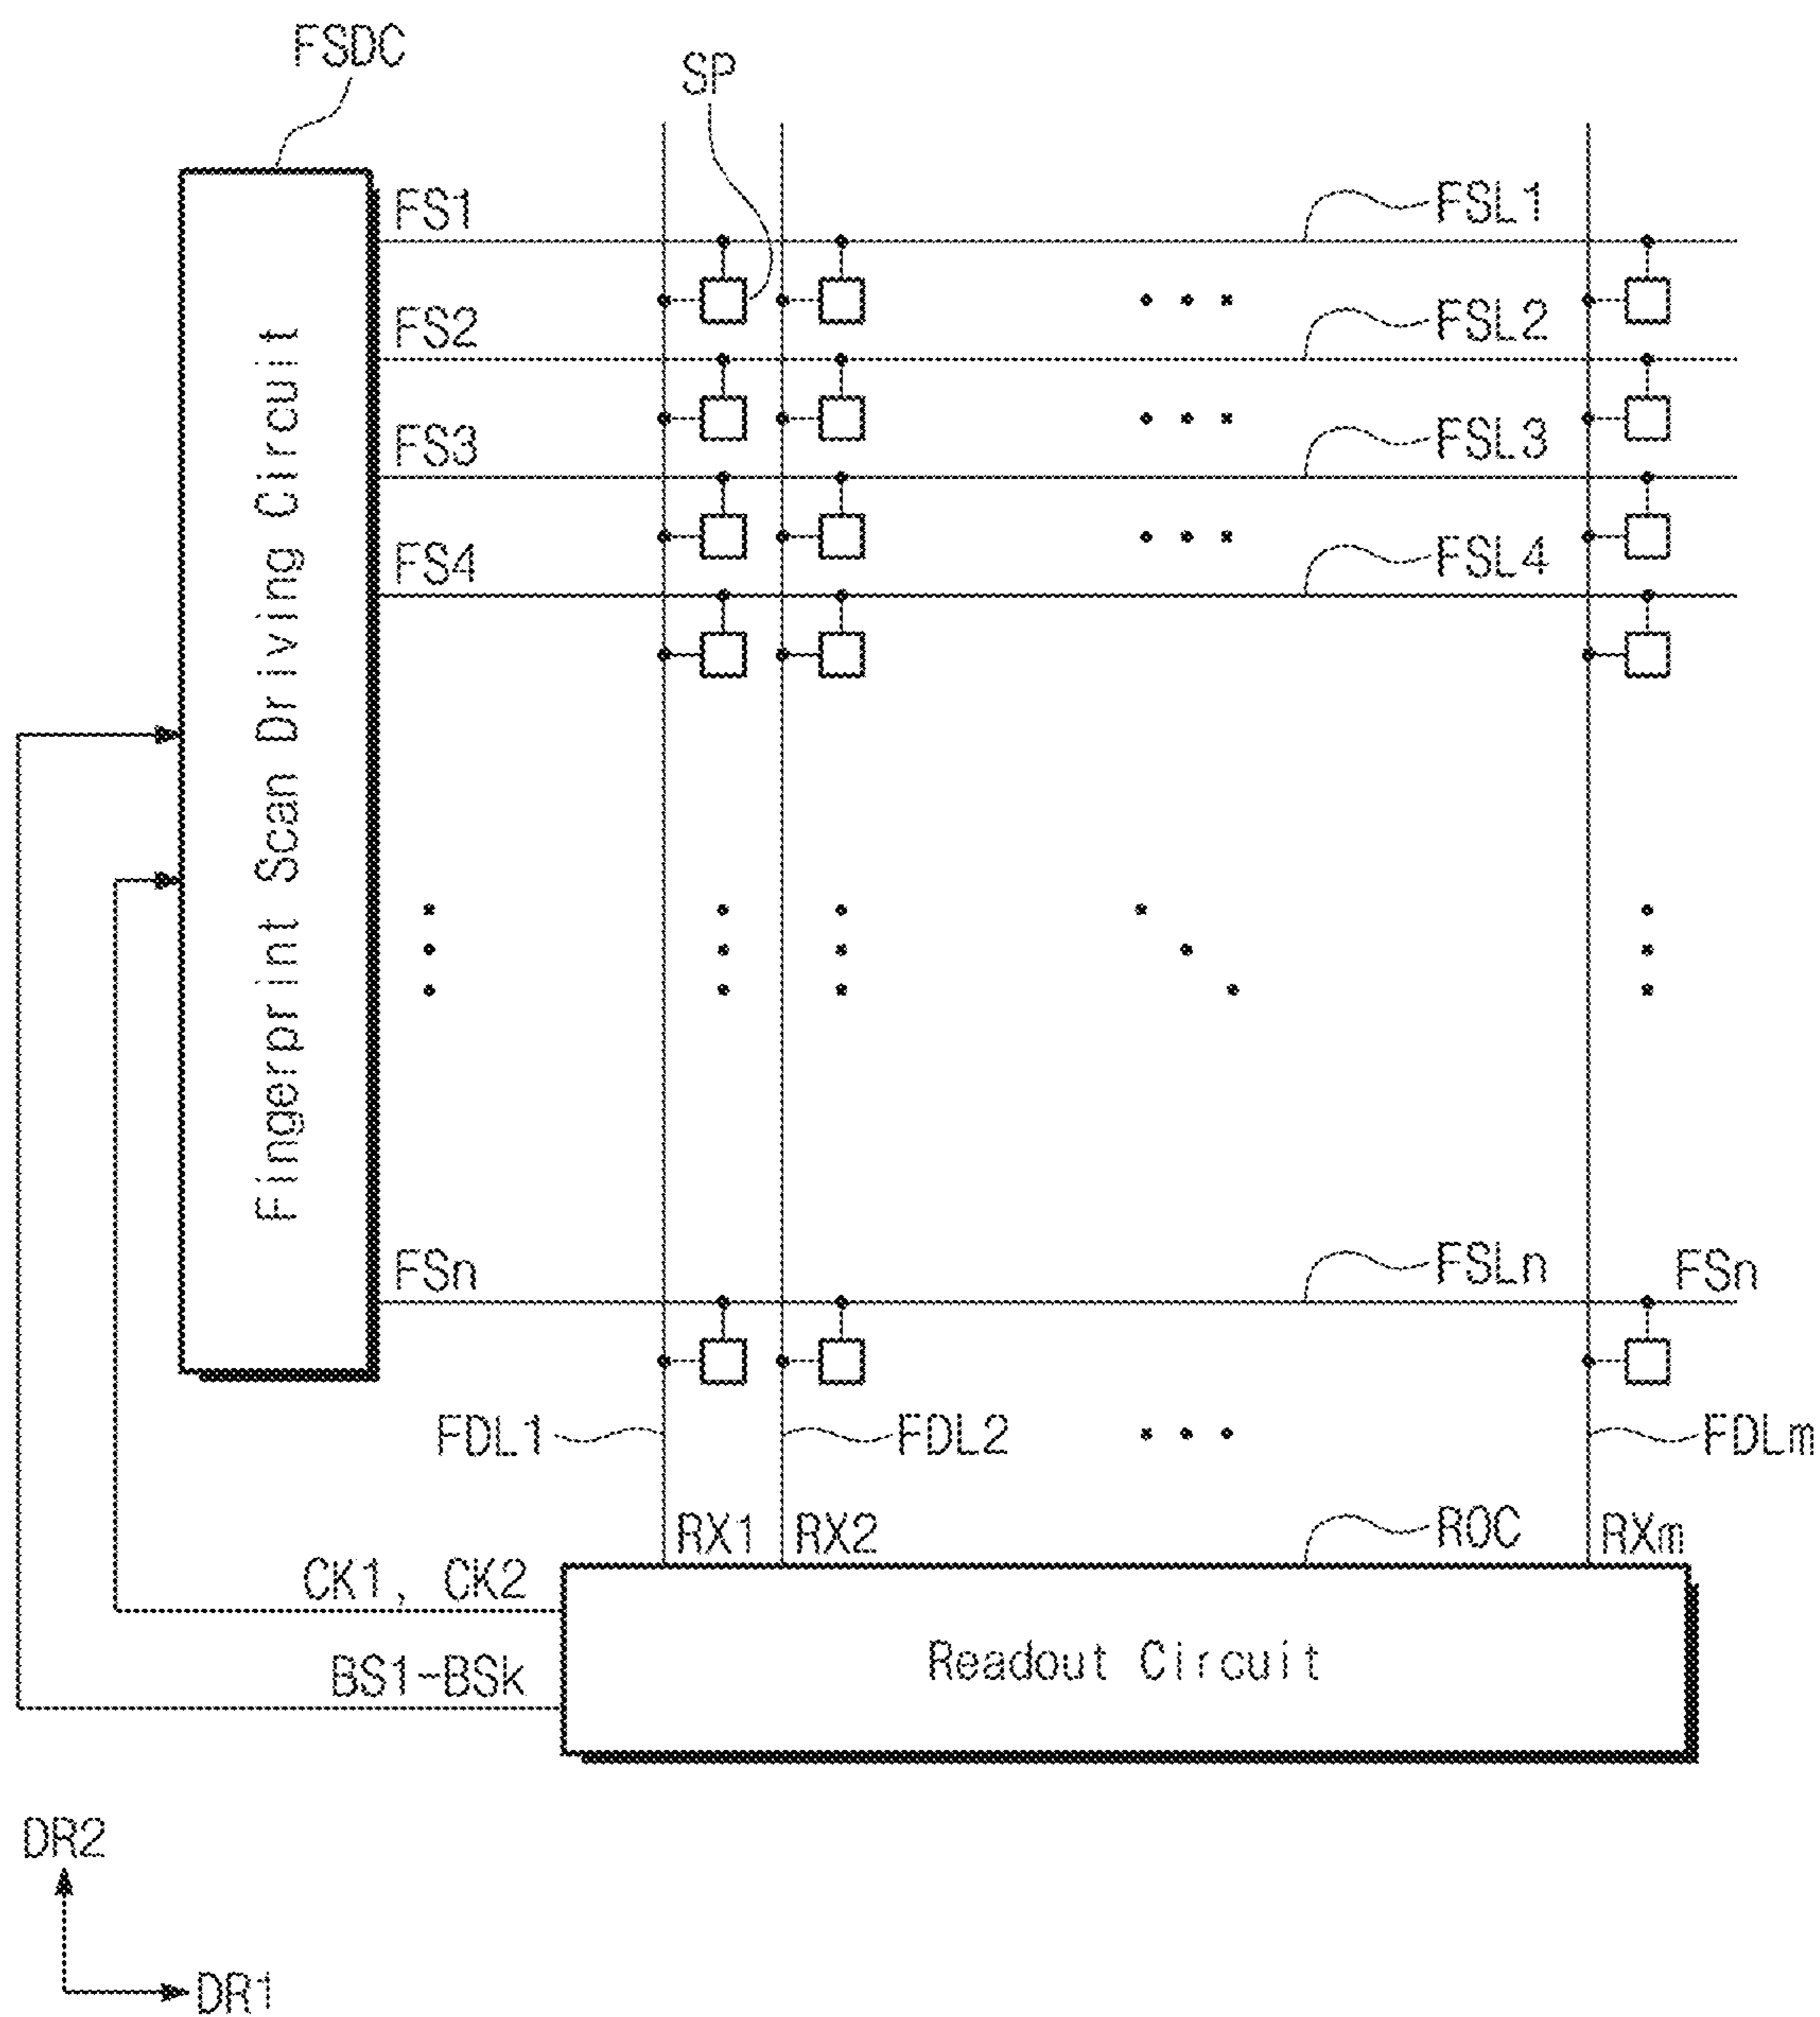 FSDC
SP
FS1
FSL1
FS2
FSL2
FS3
FSL3
FS4
FSL4
Fingerprint Scan Driving Circuit
FSn
FSLn
FSn
FDL1
FDL2
FDLm
RX1
RX2
ROC
RXm
CK1, CK2
BS1-BSk
Readout Circuit
DR2
DR1